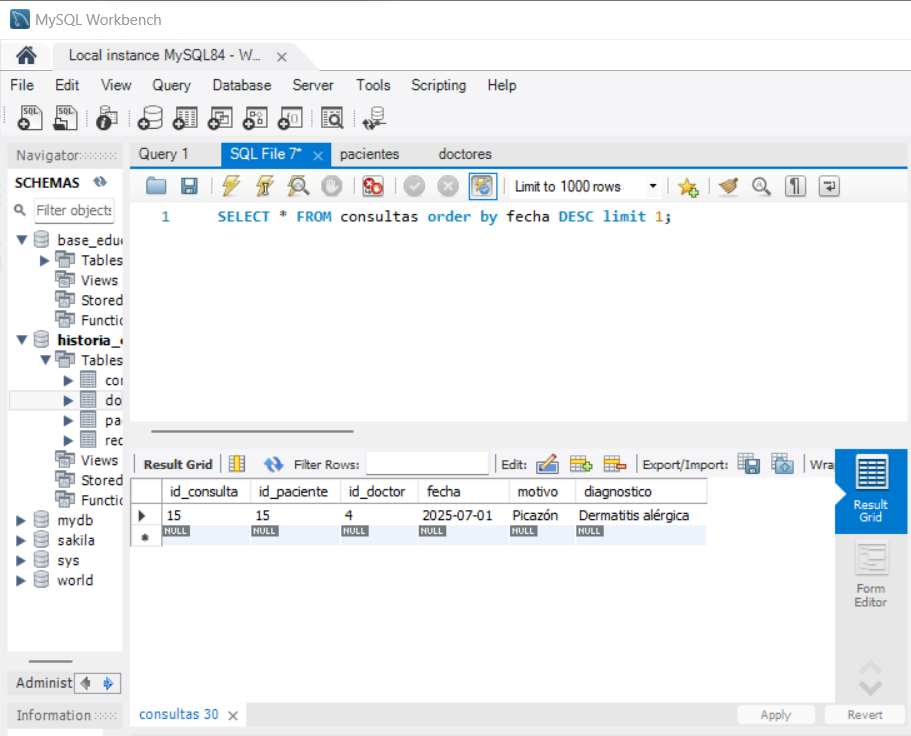 MySQL Workbench
Local instance MySQL84 - W...
File Edit View Query Database Server Tools Scripting Help
Navigator
Query 1 SQL File 7* pacientes doctores
SCHEMAS
Limit to 1000 rows
Filter objects
1 SELECT * FROM consultas order by fecha DESC limit 1;
base_edu
Tables
Views
Stored
Functio
historia_
Tables
co
do
pa
rec
Views
Stored
Functio
mydb
sakila
sys
world
Result Grid Filter Rows: Edit: Export/Import: Wra
id_consulta id_paciente id_doctor fecha motivo diagnostico
15 15 4 2025-07-01 Picazón Dermatitis alérgica
NULL NULL NULL NULL NULL NULL
Result
Grid
Form
Editor
Administ
Information
consultas 30
Apply Revert